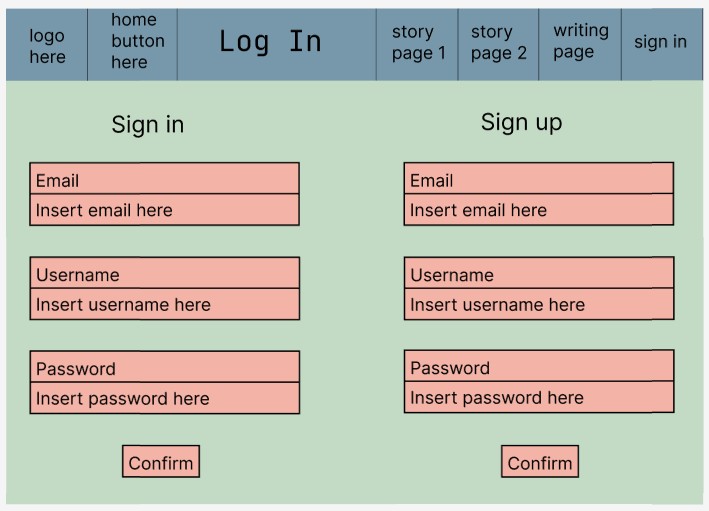 logo
here
home
button
here
Log In
story
page 1
story
page 2
writing
page
sign in
Sign in
Email
Insert email here
Username
Insert username here
Password
Insert password here
Confirm
Sign up
Email
Insert email here
Username
Insert username here
Password
Insert password here
Confirm